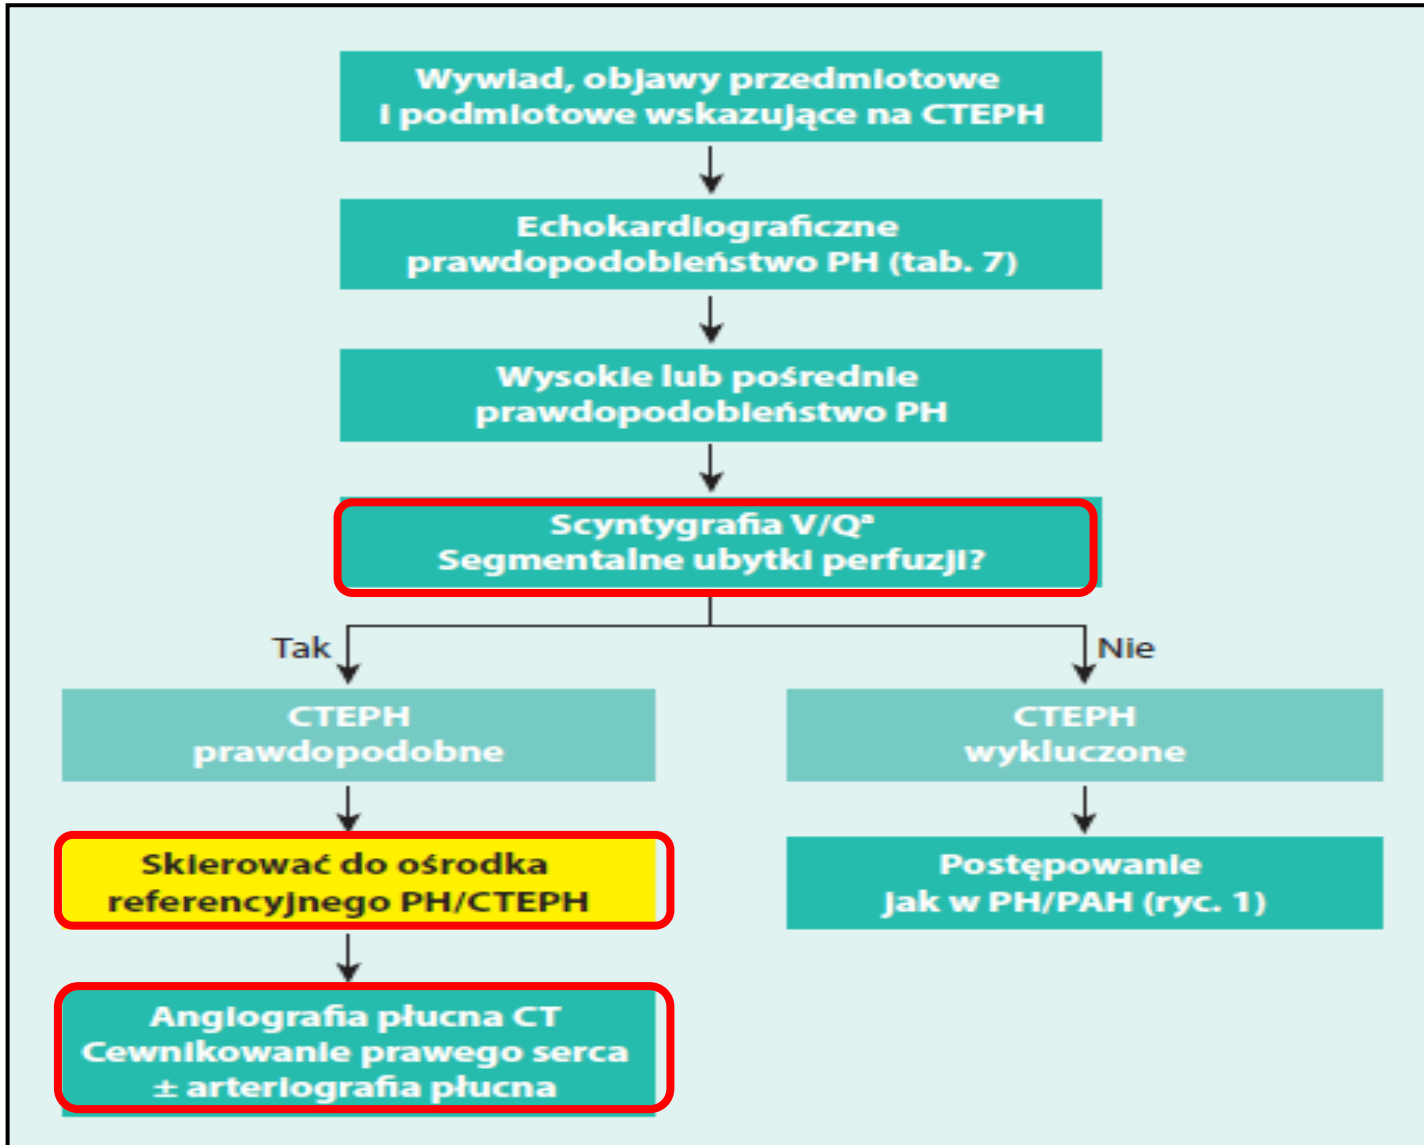 Wywiad, objawy przedmiotowe
i podmiotowe wskazujące na CTEPH
Echokardiograficzne
prawdopodobieństwo PH (tab. 7)
Wysokie lub pośrednie
prawdopodobieństwo PH
Scyntygrafia V/Qª
Segmentalne ubytki perfuzji?
Tak
Nie
CTEPH
prawdopodobne
CTEPH
wykluczone
Skierować do ośrodka
referencyjnego PH/CTEPH
Postępowanie
jak w PH/PAH (ryc. 1)
Angiografia płucna CT
Cewnikowanie prawego serca
± arteriografia płucna